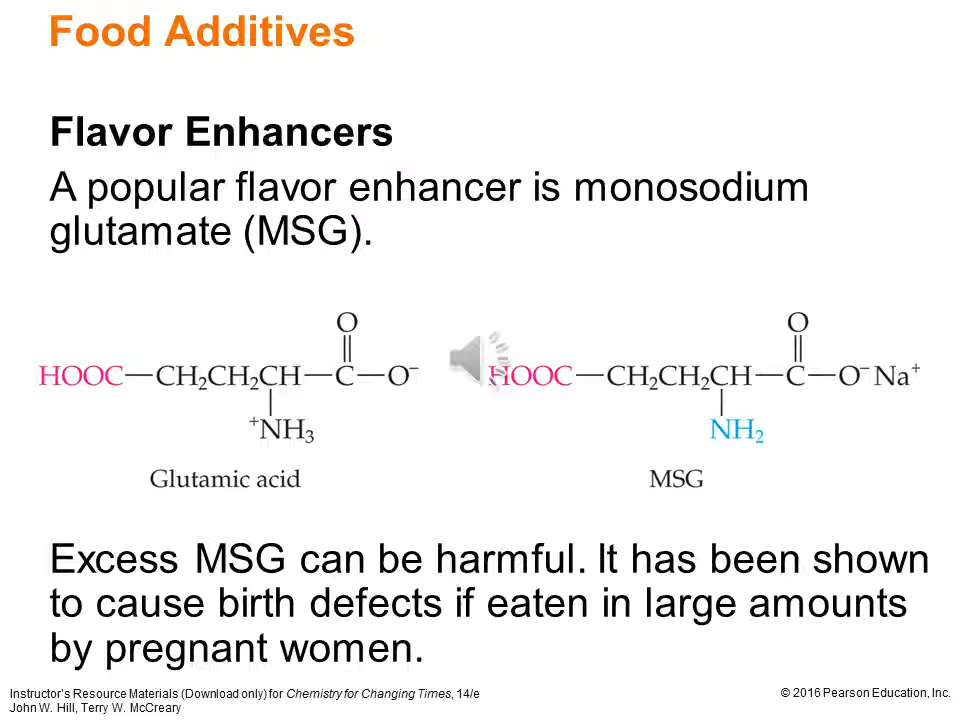 Food Additives
Flavor Enhancers
A popular flavor enhancer is monosodium
glutamate (MSG).
O O
HOOC—CH₂CH₂CH—C—O⁻ HOOC—CH₂CH₂CH—C—O⁻ Na⁺
⁺NH₃ NH₂
Glutamic acid MSG
Excess MSG can be harmful. It has been shown
to cause birth defects if eaten in large amounts
by pregnant women.
Instructor's Resource Materials (Download only) for Chemistry for Changing Times, 14/e
John W. Hill, Terry W. McCreary
© 2016 Pearson Education, Inc.